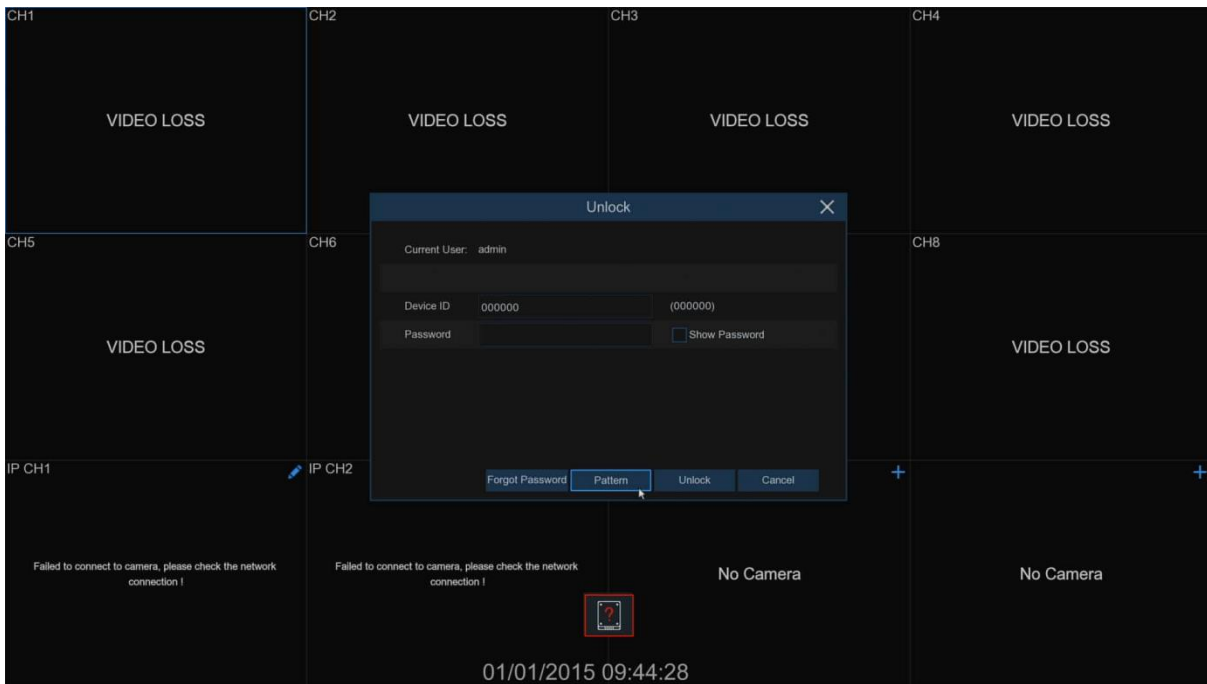 CH1
CH2
CH3
CH4
VIDEO LOSS
VIDEO LOSS
VIDEO LOSS
VIDEO LOSS
Unlock
Current User: admin
Device ID 000000 (000000)
Password Show Password
Forgot Password Pattern Unlock Cancel
CH5
CH6
CH8
VIDEO LOSS
VIDEO LOSS
IP CH1
IP CH2
Failed to connect to camera, please check the network
connection !
Failed to connect to camera, please check the network
connection !
No Camera
No Camera
?
01/01/2015 09:44:28